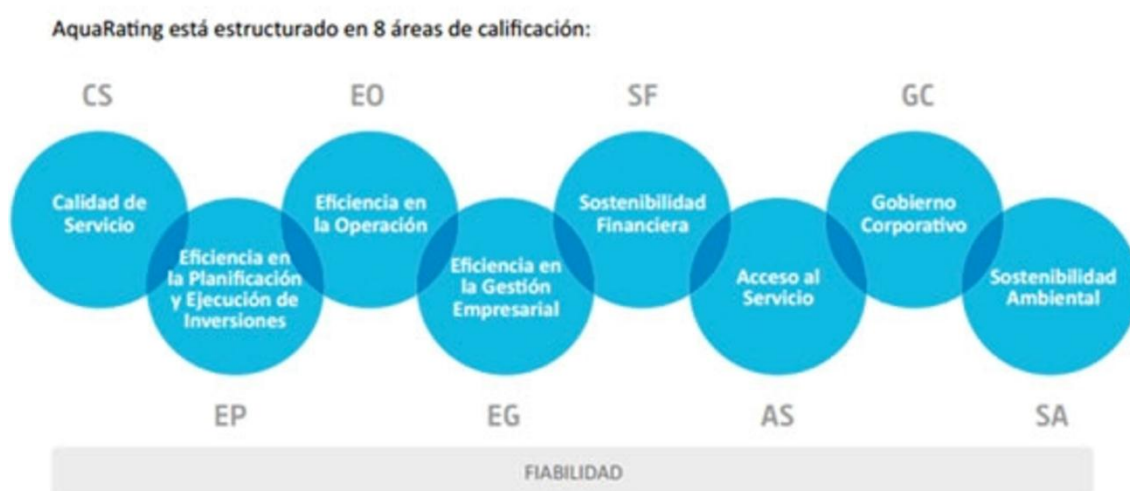 AquaRating está estructurado en 8 áreas de calificación:
CS
EO
SF
GC
Calidad de
Servicio
Eficiencia en
la Planificación
y Ejecución de
Inversiones
Eficiencia en
la Operación
Eficiencia en
la Gestión
Empresarial
Sostenibilidad
Financiera
Acceso al
Servicio
Gobierno
Corporativo
Sostenibilidad
Ambiental
EP
EG
AS
SA
FIABILIDAD